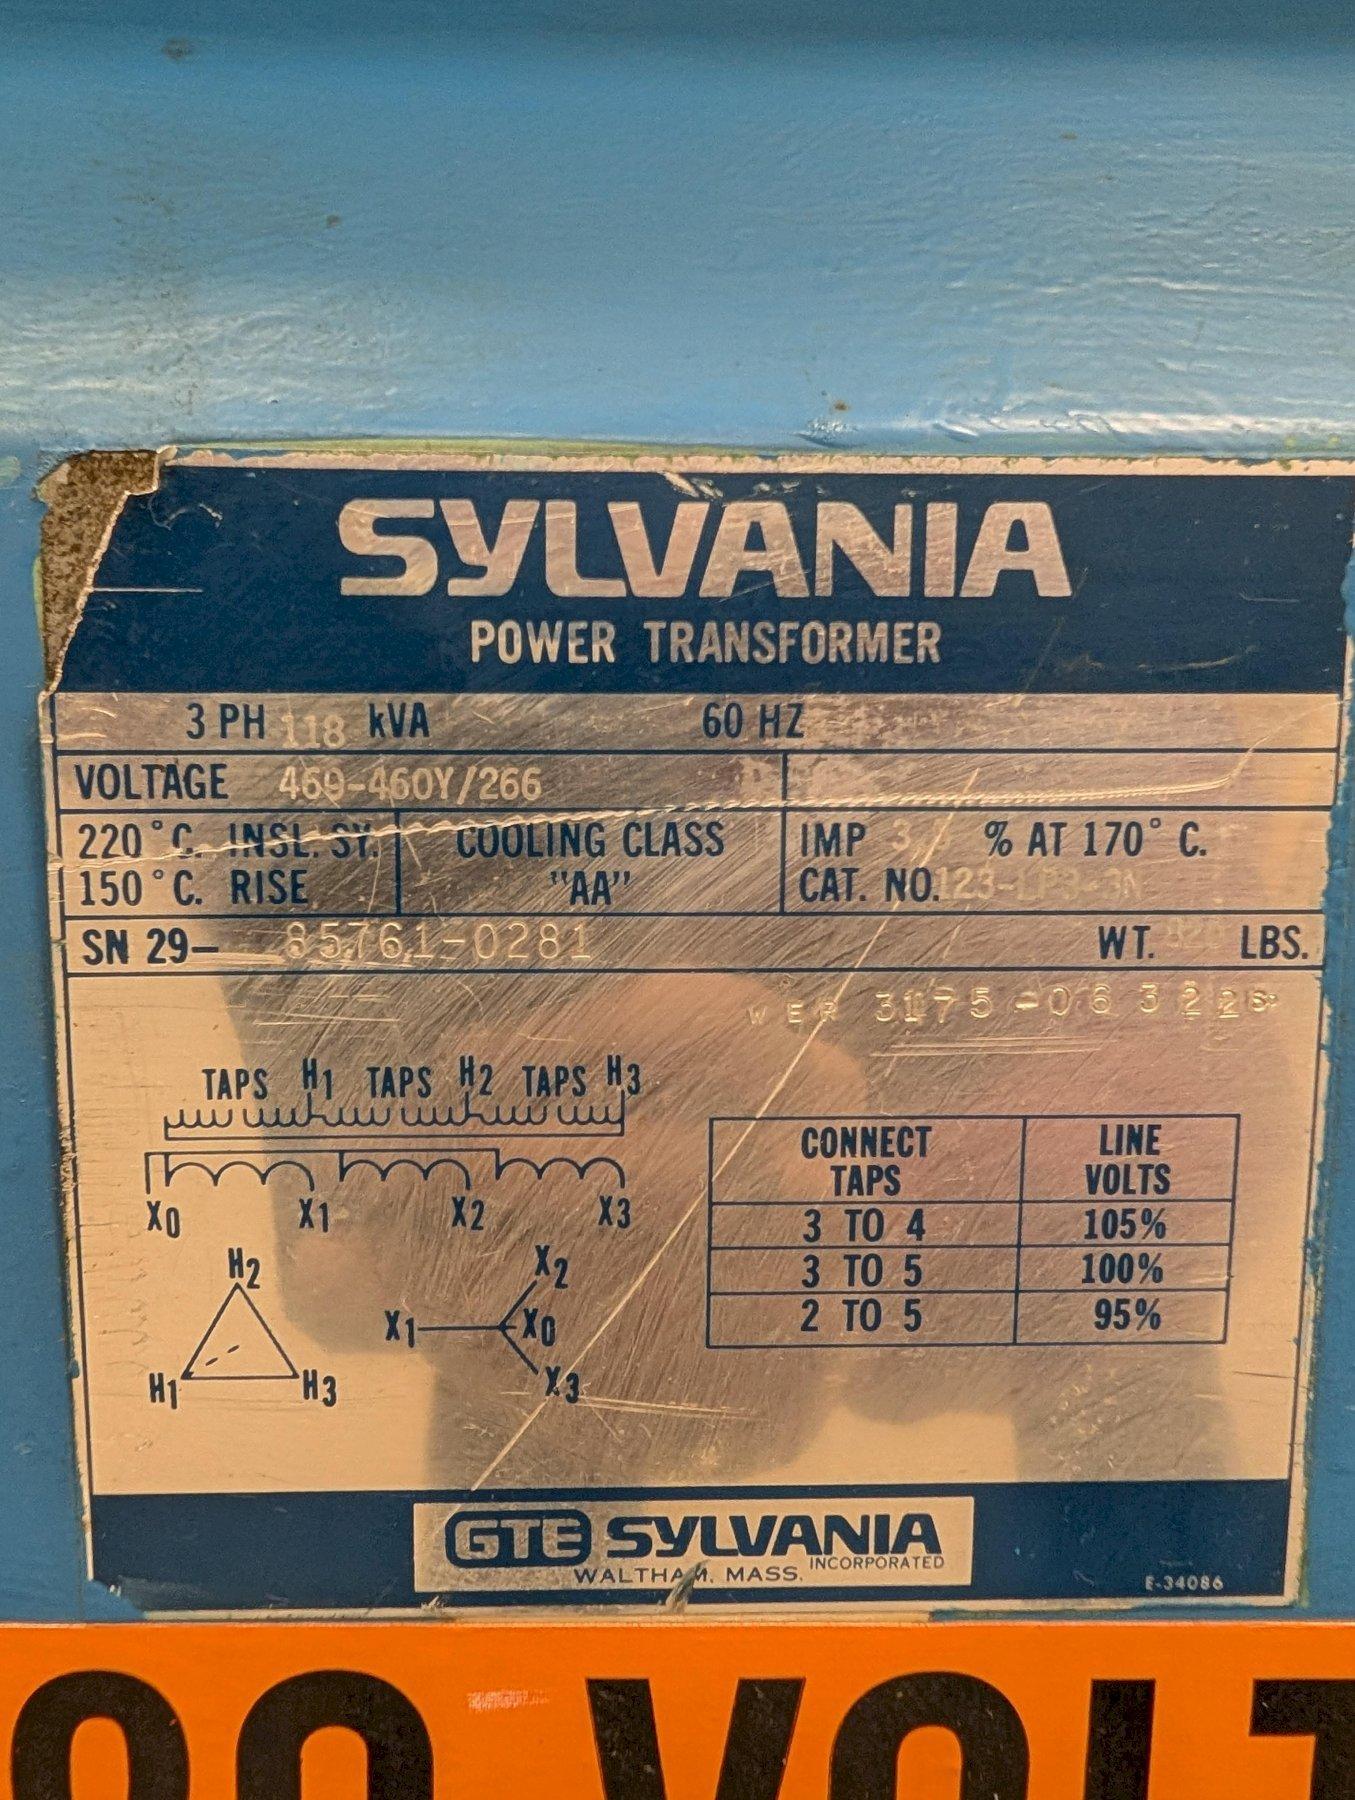 SYLVANIA
POWER TRANSFORMER
3 PH 118 kVA 60 HZ
VOLTAGE 460-460Y/266
220°C. INSL. SY. COOLING CLASS IMP % AT 170°C.
150°C. RISE "AA" CAT. NO.
SN 29- 85761-0281 WT. LBS.
WER 3175-063226
TAPS H1 TAPS H2 TAPS H3
X0 X1 X2 X3
CONNECT TAPS LINE VOLTS
3 TO 4 105%
3 TO 5 100%
2 TO 5 95%
H2
H1 H3
X2
X1 X0
X3
GTE SYLVANIA
INCORPORATED
WALTHAM, MASS.
E-34086
VOLT